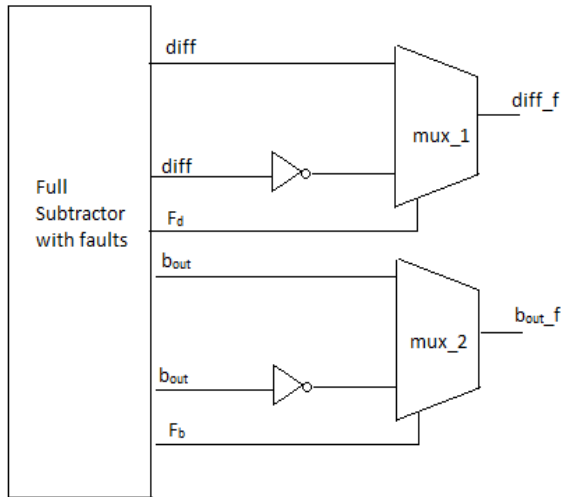 diff
diff_f
mux_1
diff
Full
Subtractor
with faults
Fd
bout
bout_f
mux_2
bout
Fb